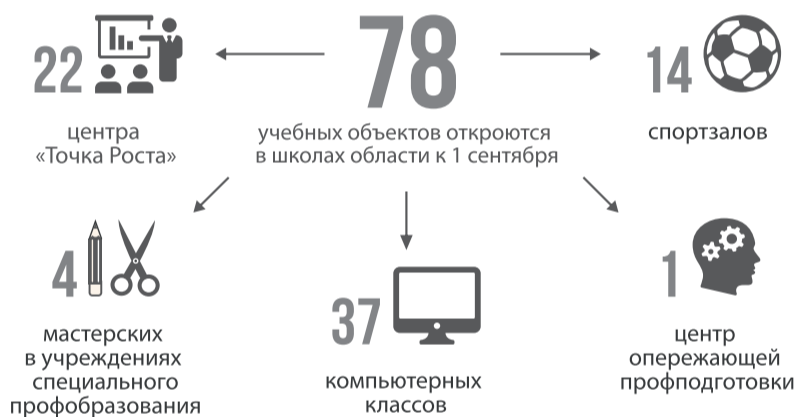 78
учебных объектов откроются
в школах области к 1 сентября
22
центра
«Точка Роста»
14
спортзалов
4
мастерских
в учреждениях
специального
профобразования
37
компьютерных
классов
1
центр
опережающей
профподготовки